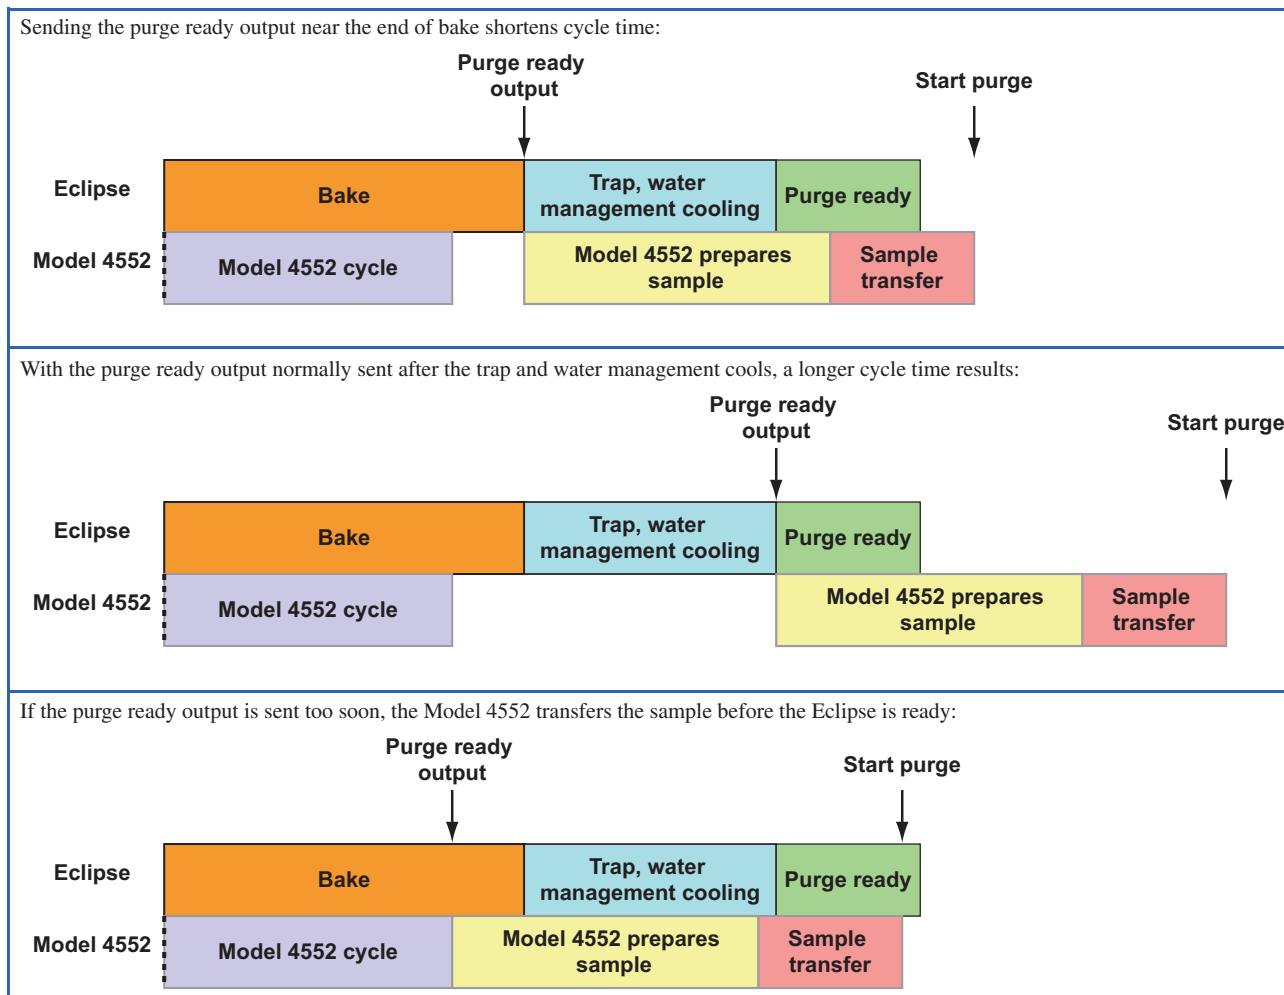 Sending the purge ready output near the end of bake shortens cycle time:
Purge ready
output
Start purge
Eclipse
Bake
Trap, water
management cooling
Purge ready
Model 4552
Model 4552 cycle
Model 4552 prepares
sample
Sample
transfer
With the purge ready output normally sent after the trap and water management cools, a longer cycle time results:
Purge ready
output
Start purge
Eclipse
Bake
Trap, water
management cooling
Purge ready
Model 4552
Model 4552 cycle
Model 4552 prepares
sample
Sample
transfer
If the purge ready output is sent too soon, the Model 4552 transfers the sample before the Eclipse is ready:
Purge ready
output
Start purge
Eclipse
Bake
Trap, water
management cooling
Purge ready
Model 4552
Model 4552 cycle
Model 4552 prepares
sample
Sample
transfer